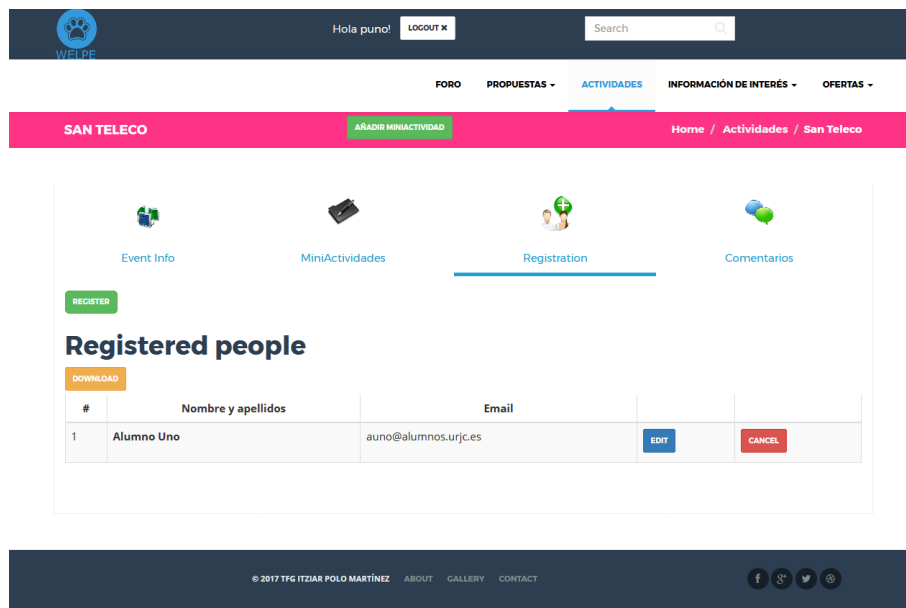 WELPE
Hola puno! LOGOUT ✖ Search
FORO PROPUESTAS ACTIVIDADES INFORMACIÓN DE INTERÉS OFERTAS
SAN TELECO AÑADIR MINIACTIVIDAD Home / Actividades / San Teleco
Event Info MiniActividades Registration Comentarios
REGISTER
Registered people
DOWNLOAD
# Nombre y apellidos Email
1 Alumno Uno auno@alumnos.urjc.es EDIT CANCEL
© 2017 TFG ITZIAR POLO MARTÍNEZ ABOUT GALLERY CONTACT